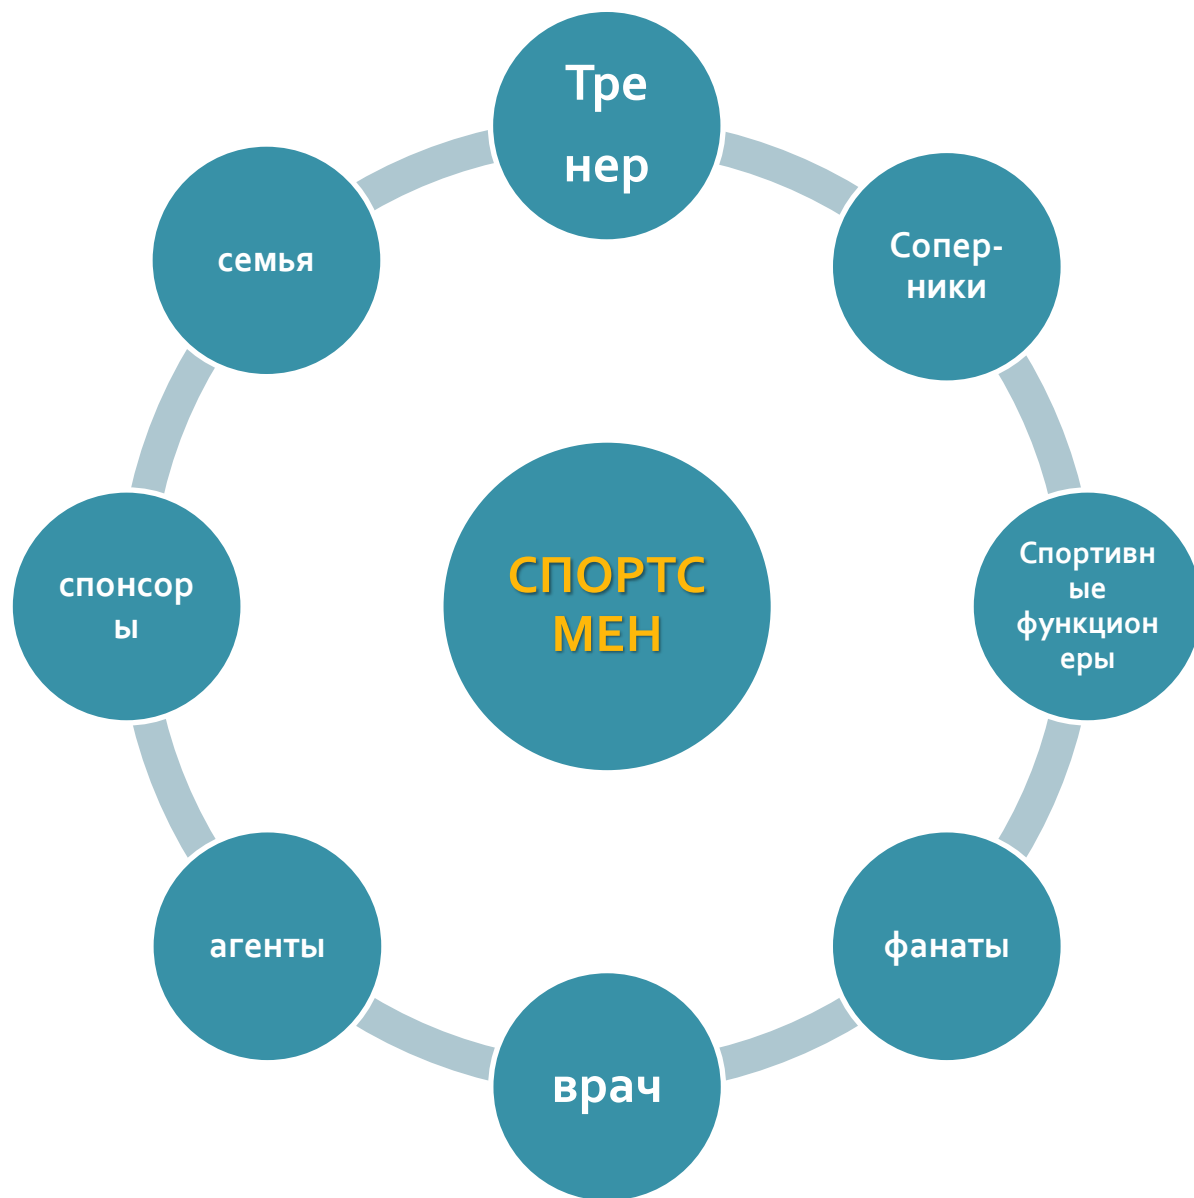 Тре
нер
Сопер-
ники
Спортивн
ые
функцион
еры
фанаты
врач
агенты
спонсор
ы
семья
СПОРТС
МЕН